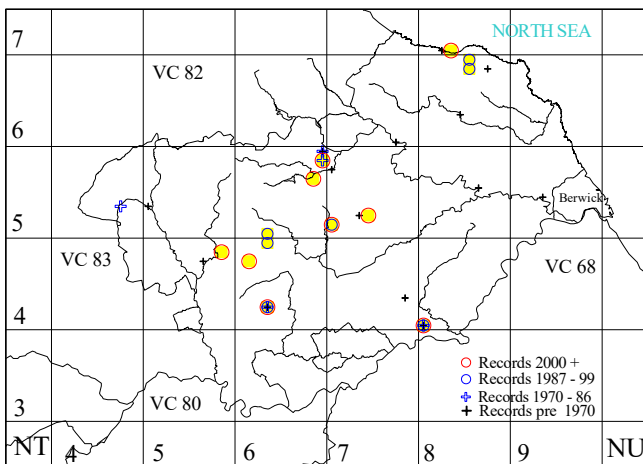 NORTH SEA
7
VC 82
6
Berwick
5
VC 83
VC 68
4
Records 2000 +
Records 1987 - 99
Records 1970 - 86
VC 80
Records pre 1970
3
NT 4 5 6 7 8 9 NU